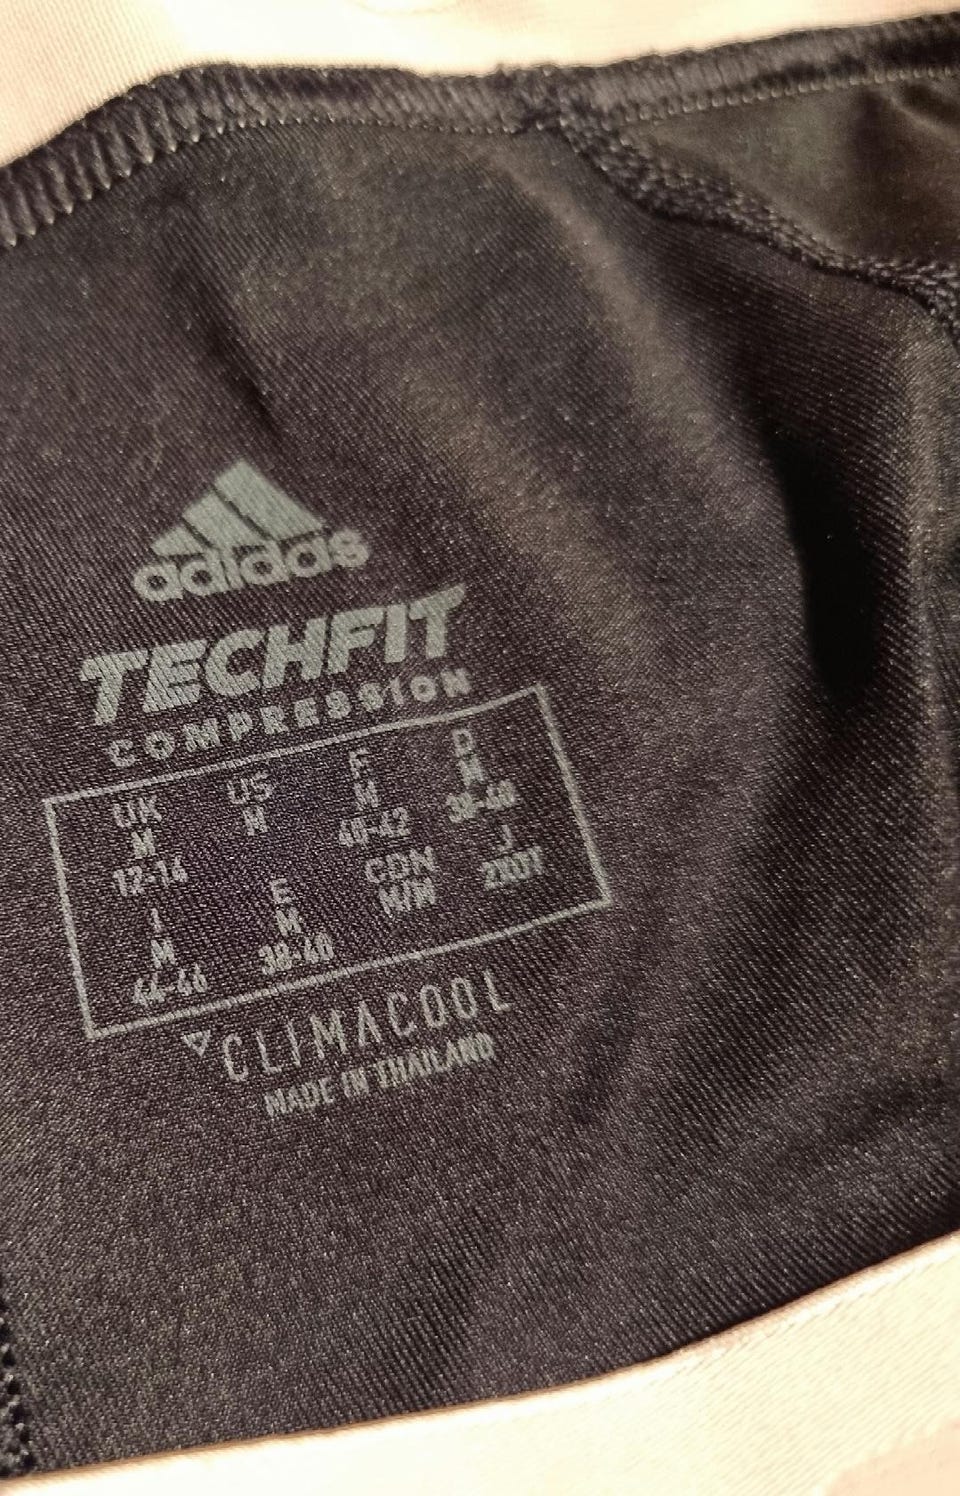 adidas
TECHFIT
COMPRESSION
UK US F D
M M M M
12-14 40-42 38-40
I E CDN J
M M M/M 2XOT
44-46 38-40
CLIMACOOL
MADE IN THAILAND